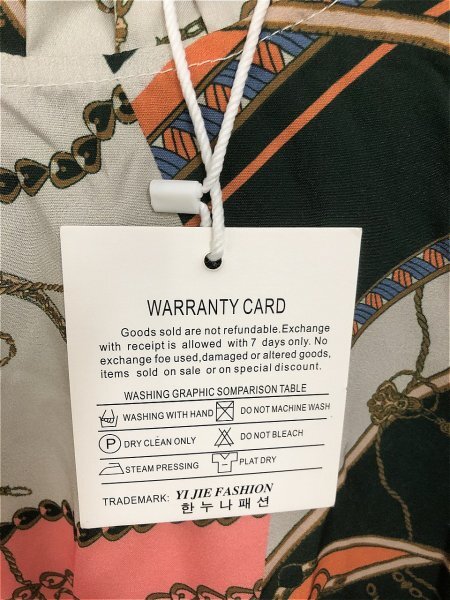 WARRANTY CARD
Goods sold are not refundable.Exchange
with receipt is allowed with 7 days only. No
exchange foe used,damaged or altered goods,
items sold on sale or on special discount.
WASHING GRAPHIC SOMPARISON TABLE
WASHING WITH HAND DO NOT MACHINE WASH
P DRY CLEAN ONLY DO NOT BLEACH
STEAM PRESSING PLAT DRY
TRADEMARK: YI JIE FASHION
한누나패션